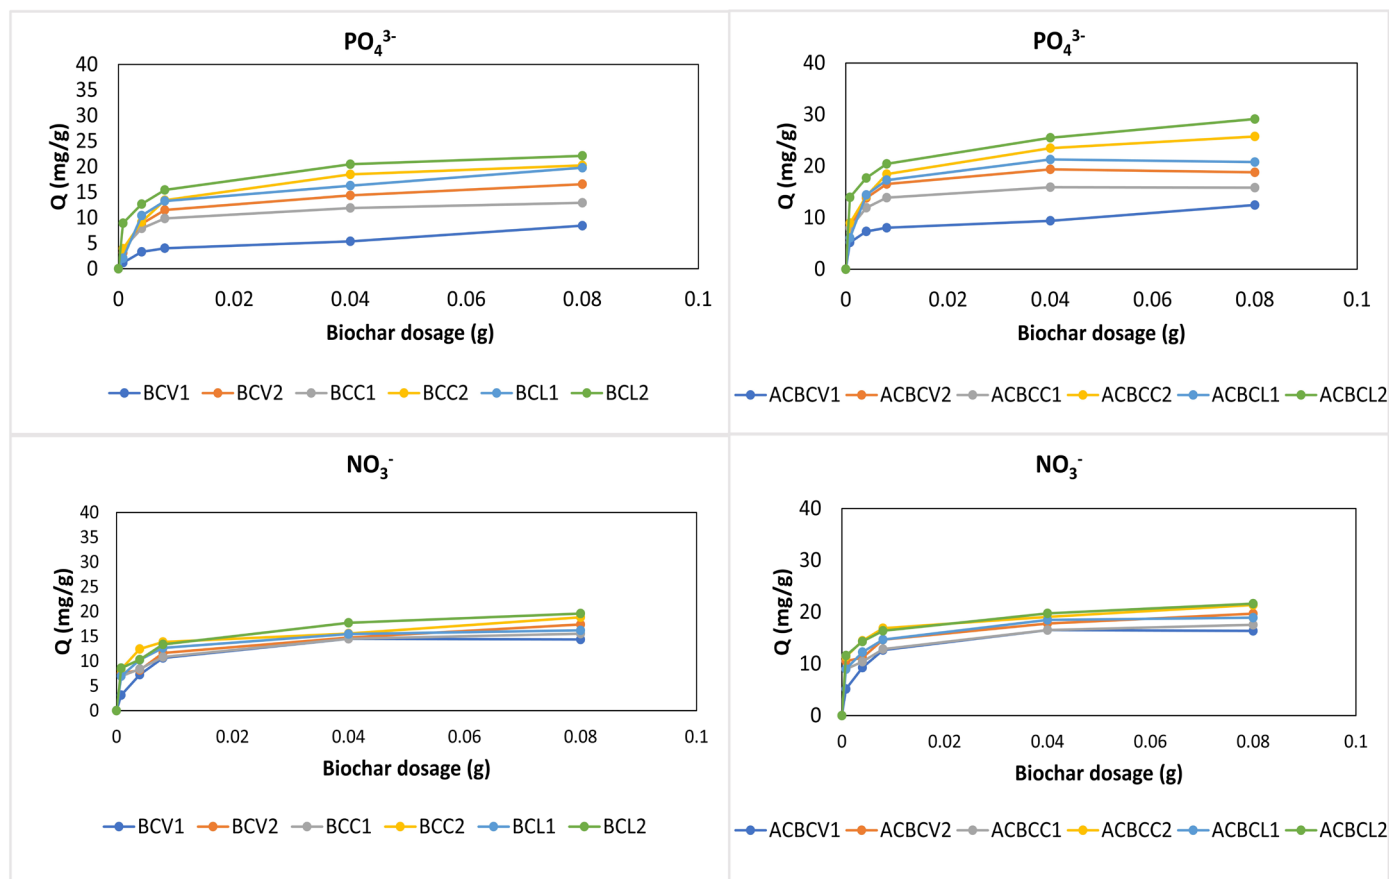 PO₄³⁻
40
35
30
25
20
15
10
5
0
Q (mg/g)
0 0.02 0.04 0.06 0.08 0.1
Biochar dosage (g)
BCV1 BCV2 BCC1 BCC2 BCL1 BCL2
PO₄³⁻
40
30
20
10
0
Q (mg/g)
0 0.02 0.04 0.06 0.08 0.1
Biochar dosage (g)
ACBCV1 ACBCV2 ACBCC1 ACBCC2 ACBCL1 ACBCL2
NO₃⁻
40
35
30
25
20
15
10
5
0
Q (mg/g)
0 0.02 0.04 0.06 0.08 0.1
Biochar dosage (g)
BCV1 BCV2 BCC1 BCC2 BCL1 BCL2
NO₃⁻
40
30
20
10
0
Q (mg/g)
0 0.02 0.04 0.06 0.08 0.1
Biochar dosage (g)
ACBCV1 ACBCV2 ACBCC1 ACBCC2 ACBCL1 ACBCL2